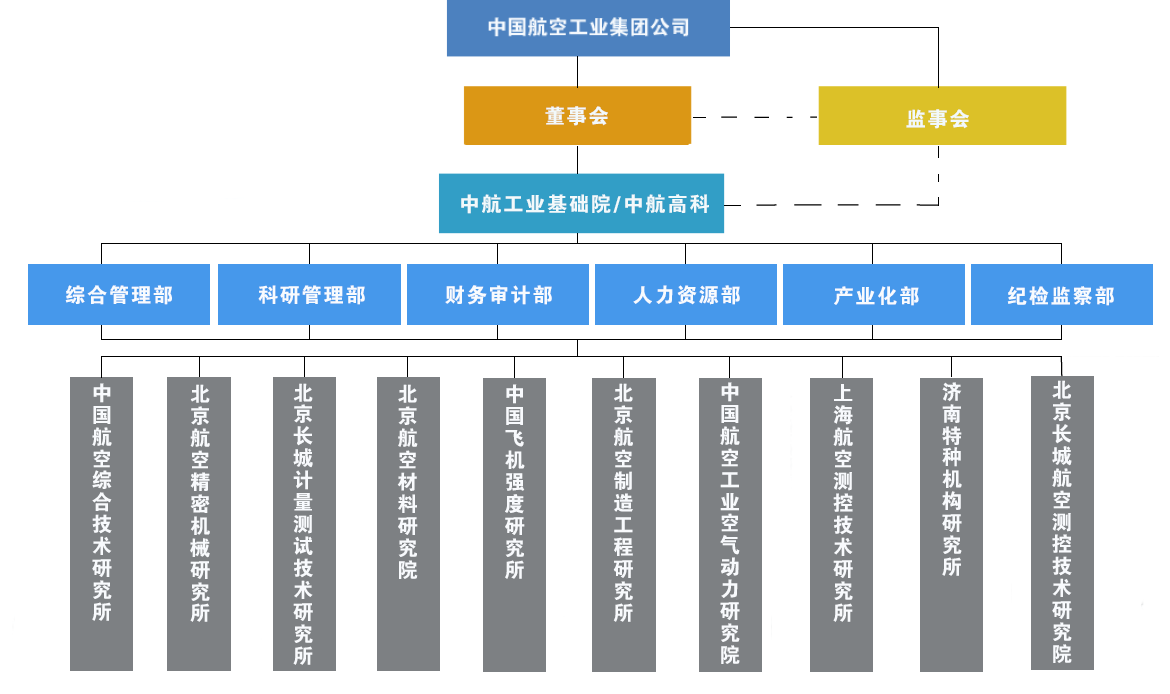 中国航空工业集团公司
董事会
监事会
中航工业基础院/中航高科
综合管理部
科研管理部
财务审计部
人力资源部
产业化部
纪检监察部
中国航空综合技术研究所
北京航空精密机械研究所
北京长城计量测试技术研究所
北京航空材料研究院
中国飞机强度研究所
北京航空制造工程研究所
中国航空工业空气动力研究院
上海航空测控技术研究所
济南特种机构研究所
北京长城航空测控技术研究院